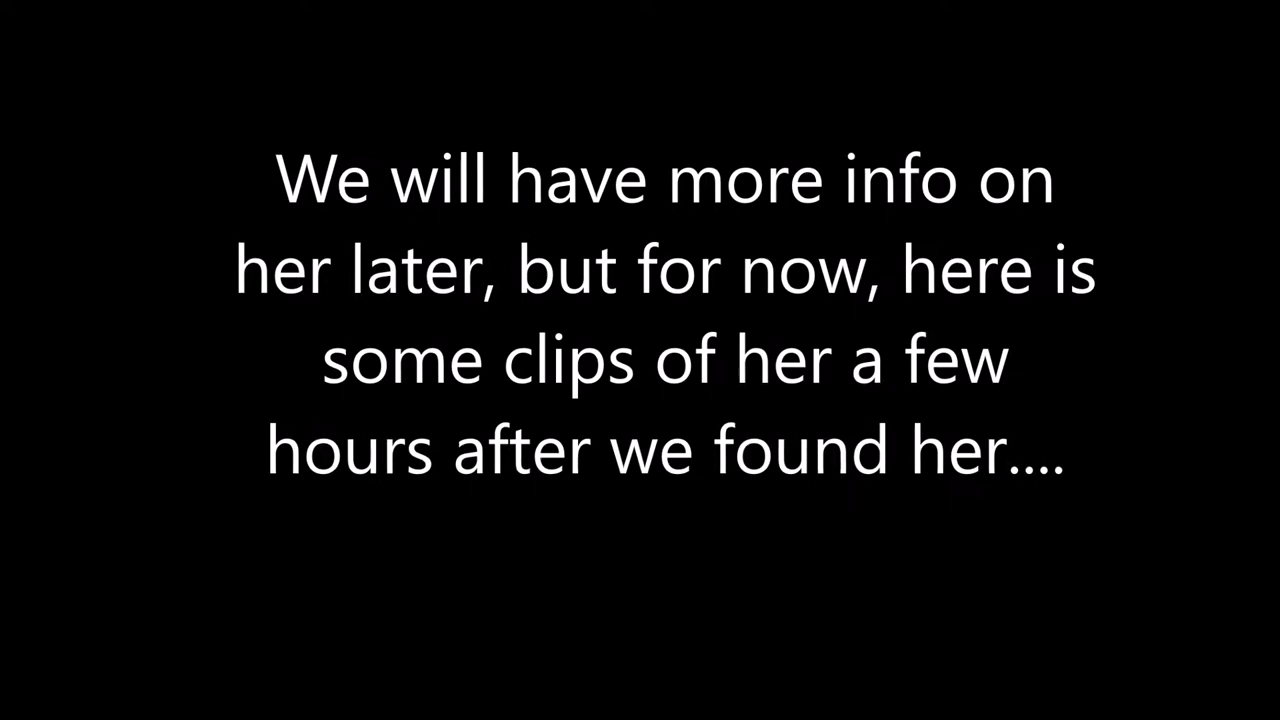 We will have more info on
her later, but for now, here is
some clips of her a few
hours after we found her....